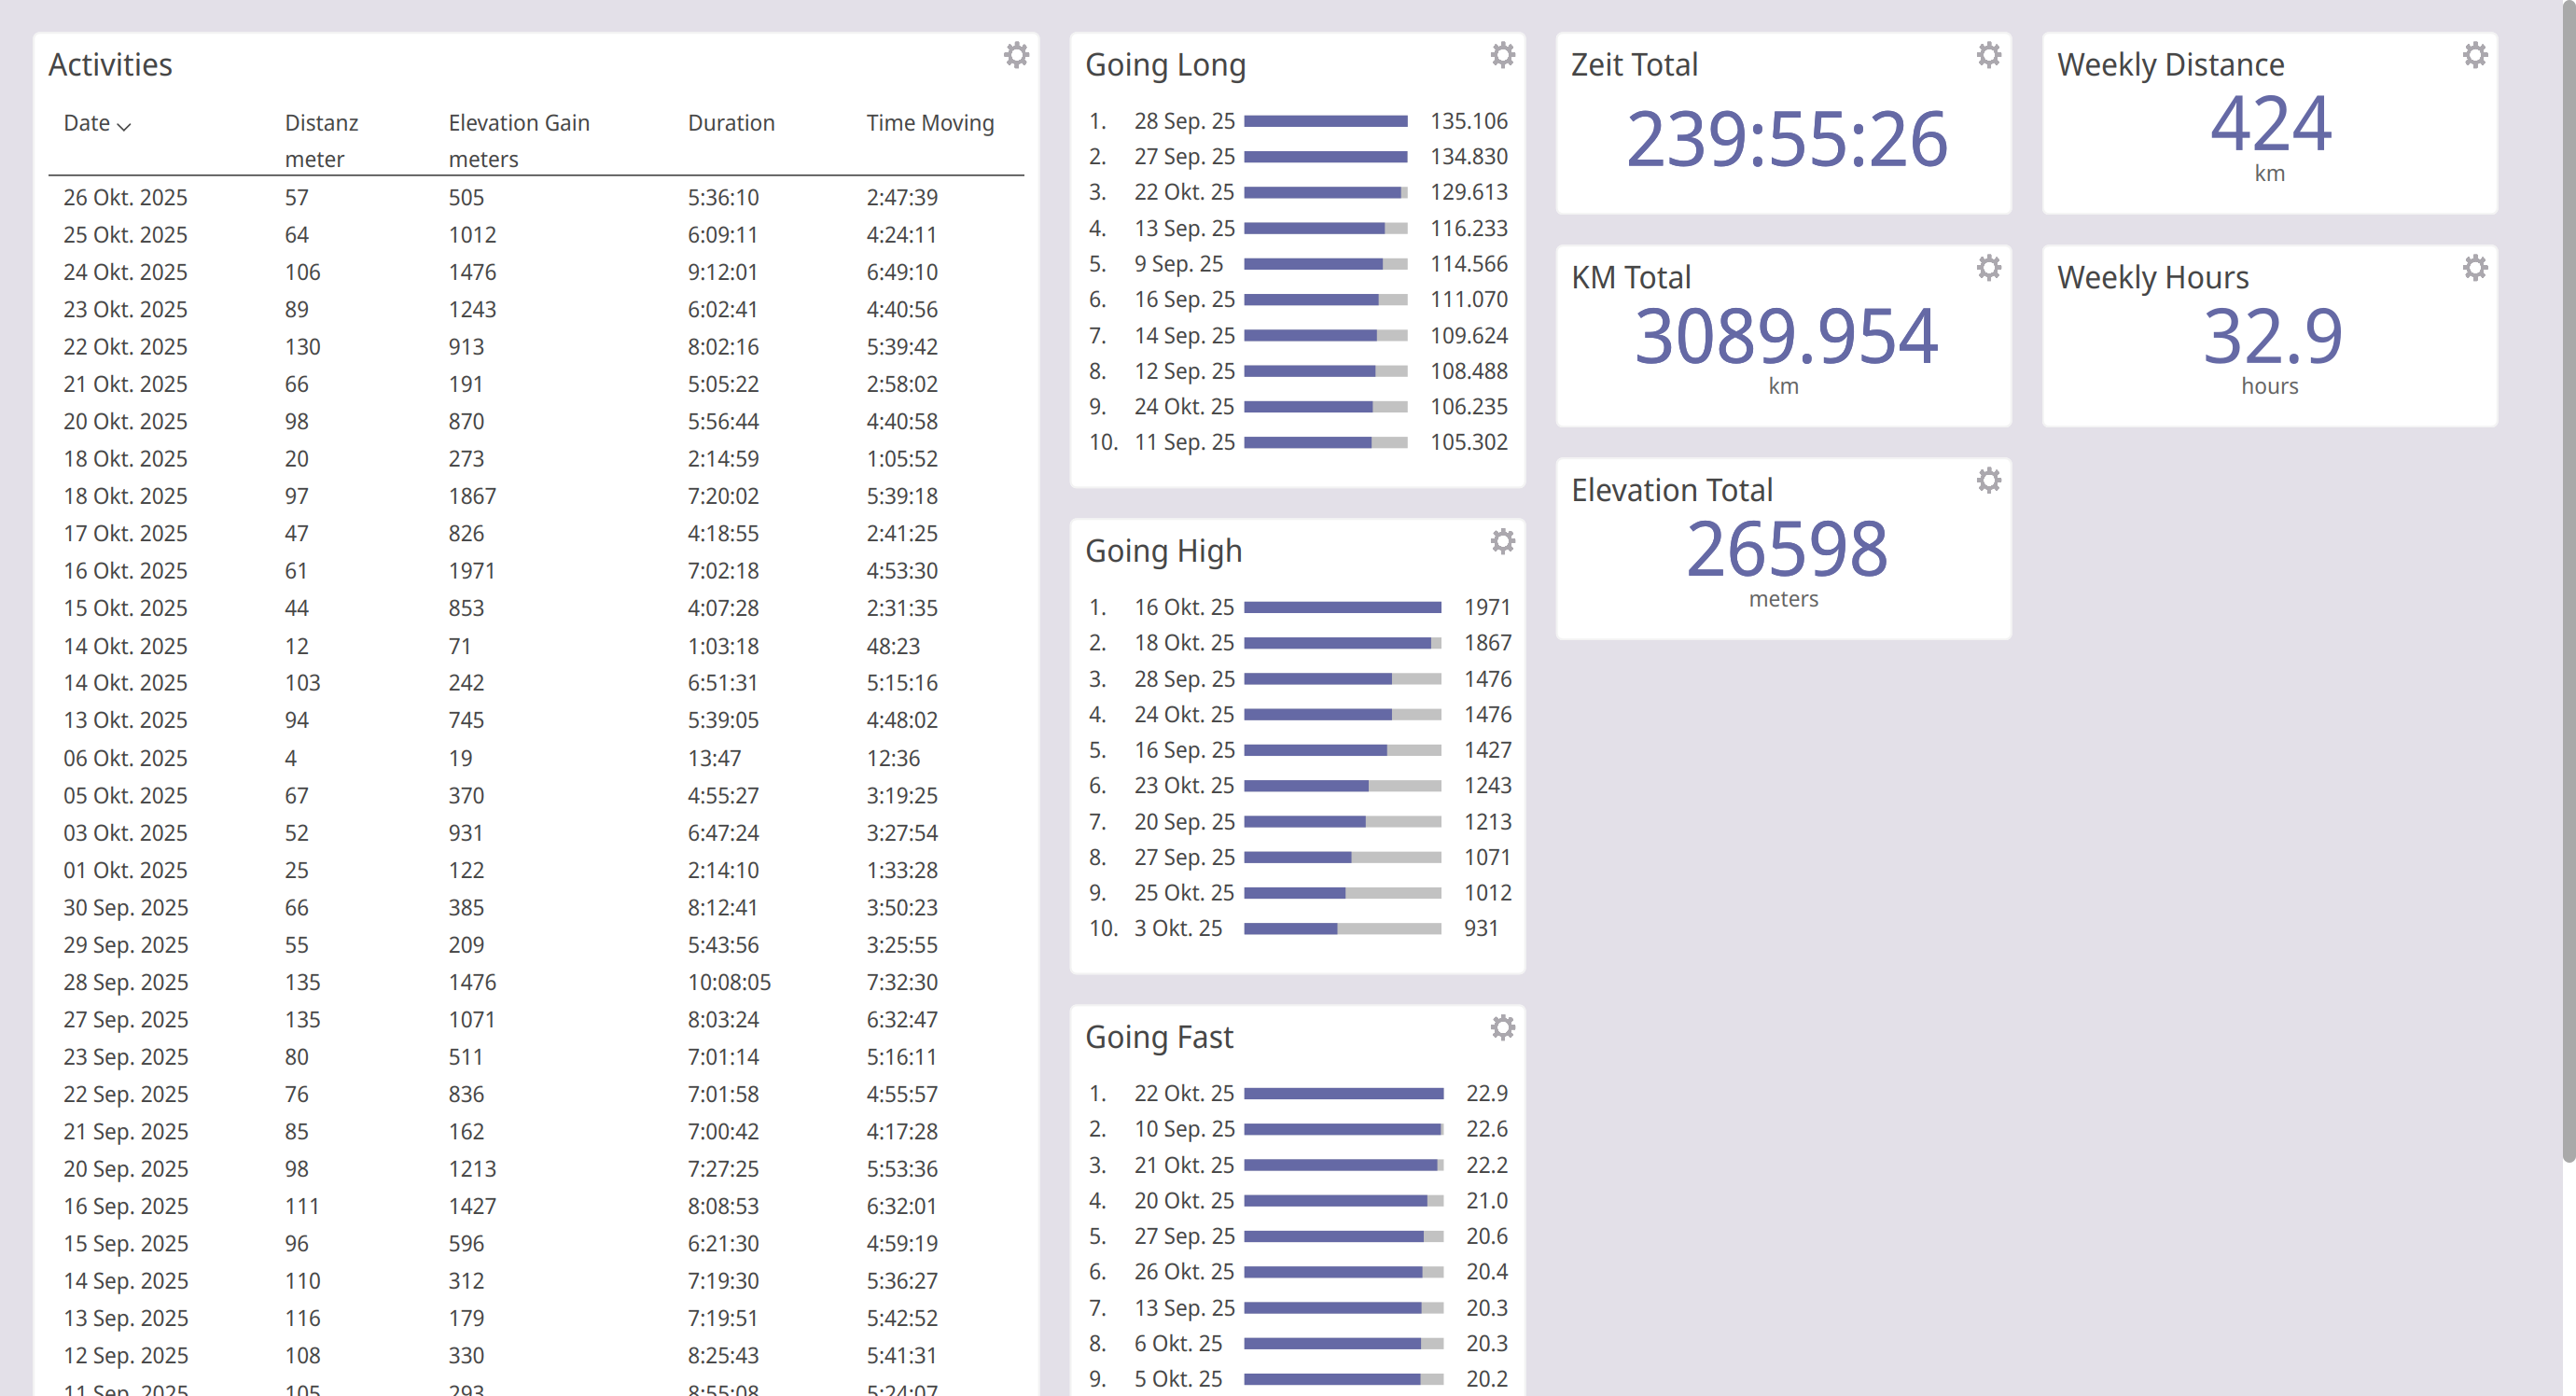 Activities
Date Distanz Elevation Gain Duration Time Moving
meter meters
26 Okt. 2025 57 505 5:36:10 2:47:39
25 Okt. 2025 64 1012 6:09:11 4:24:11
24 Okt. 2025 106 1476 9:12:01 6:49:10
23 Okt. 2025 89 1243 6:02:41 4:40:56
22 Okt. 2025 130 913 8:02:16 5:39:42
21 Okt. 2025 66 191 5:05:22 2:58:02
20 Okt. 2025 98 870 5:56:44 4:40:58
18 Okt. 2025 20 273 2:14:59 1:05:52
18 Okt. 2025 97 1867 7:20:02 5:39:18
17 Okt. 2025 47 826 4:18:55 2:41:25
16 Okt. 2025 61 1971 7:02:18 4:53:30
15 Okt. 2025 44 853 4:07:28 2:31:35
14 Okt. 2025 12 71 1:03:18 48:23
14 Okt. 2025 103 242 6:51:31 5:15:16
13 Okt. 2025 94 745 5:39:05 4:48:02
06 Okt. 2025 4 19 13:47 12:36
05 Okt. 2025 67 370 4:55:27 3:19:25
03 Okt. 2025 52 931 6:47:24 3:27:54
01 Okt. 2025 25 122 2:14:10 1:33:28
30 Sep. 2025 66 385 8:12:41 3:50:23
29 Sep. 2025 55 209 5:43:56 3:25:55
28 Sep. 2025 135 1476 10:08:05 7:32:30
27 Sep. 2025 135 1071 8:03:24 6:32:47
23 Sep. 2025 80 511 7:01:14 5:16:11
22 Sep. 2025 76 836 7:01:58 4:55:57
21 Sep. 2025 85 162 7:00:42 4:17:28
20 Sep. 2025 98 1213 7:27:25 5:53:36
16 Sep. 2025 111 1427 8:08:53 6:32:01
15 Sep. 2025 96 596 6:21:30 4:59:19
14 Sep. 2025 110 312 7:19:30 5:36:27
13 Sep. 2025 116 179 7:19:51 5:42:52
12 Sep. 2025 108 330 8:25:43 5:41:31
11 Sep. 2025 105 293 8:55:08 5:24:07
Going Long
1. 28 Sep. 25 135.106
2. 27 Sep. 25 134.830
3. 22 Okt. 25 129.613
4. 13 Sep. 25 116.233
5. 9 Sep. 25 114.566
6. 16 Sep. 25 111.070
7. 14 Sep. 25 109.624
8. 12 Sep. 25 108.488
9. 24 Okt. 25 106.235
10. 11 Sep. 25 105.302
Going High
1. 16 Okt. 25 1971
2. 18 Okt. 25 1867
3. 28 Sep. 25 1476
4. 24 Okt. 25 1476
5. 16 Sep. 25 1427
6. 23 Okt. 25 1243
7. 20 Sep. 25 1213
8. 27 Sep. 25 1071
9. 25 Okt. 25 1012
10. 3 Okt. 25 931
Going Fast
1. 22 Okt. 25 22.9
2. 10 Sep. 25 22.6
3. 21 Okt. 25 22.2
4. 20 Okt. 25 21.0
5. 27 Sep. 25 20.6
6. 26 Okt. 25 20.4
7. 13 Sep. 25 20.3
8. 6 Okt. 25 20.3
9. 5 Okt. 25 20.2
Zeit Total
239:55:26
KM Total
3089.954
km
Elevation Total
26598
meters
Weekly Distance
424
km
Weekly Hours
32.9
hours